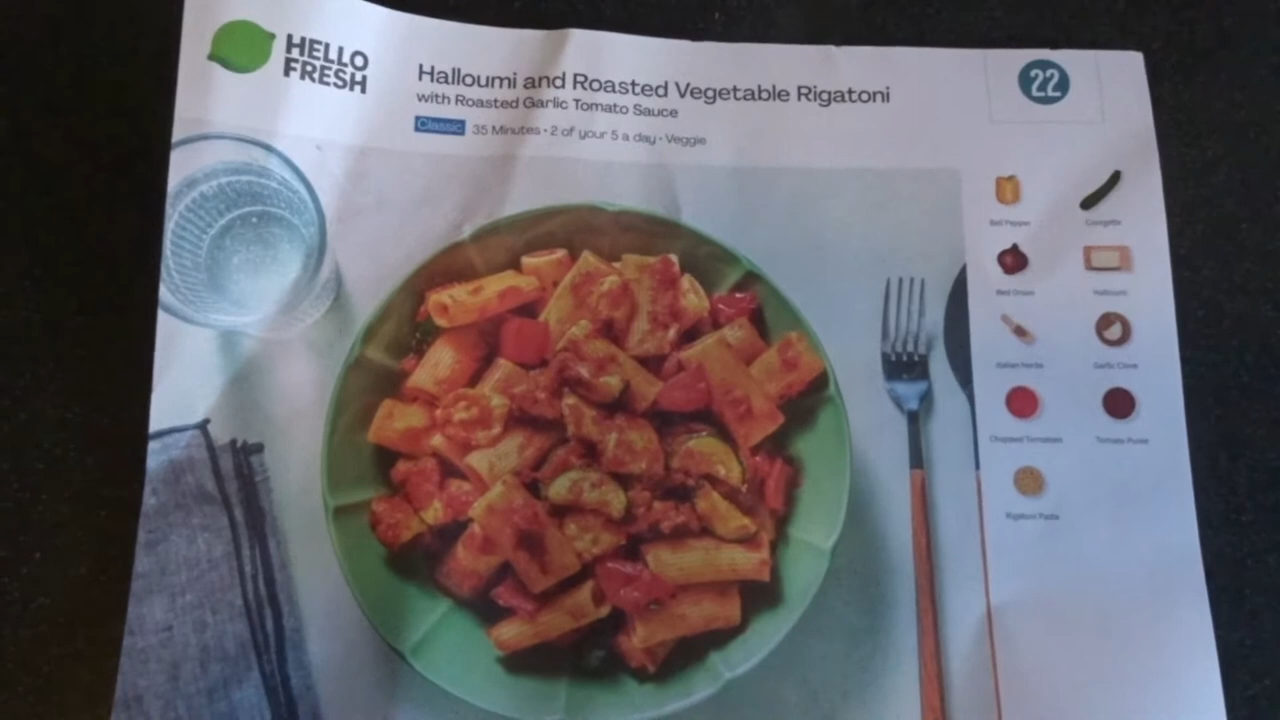 HELLO
FRESH
Halloumi and Roasted Vegetable Rigatoni
with Roasted Garlic Tomato Sauce
Classic 35 Minutes • 2 of your 5 a day • Veggie
22
Bell Pepper
Courgette
Red Onion
Halloumi
Italian Herbs
Garlic Clove
Chopped Tomatoes
Tomato Puree
Rigatoni Pasta